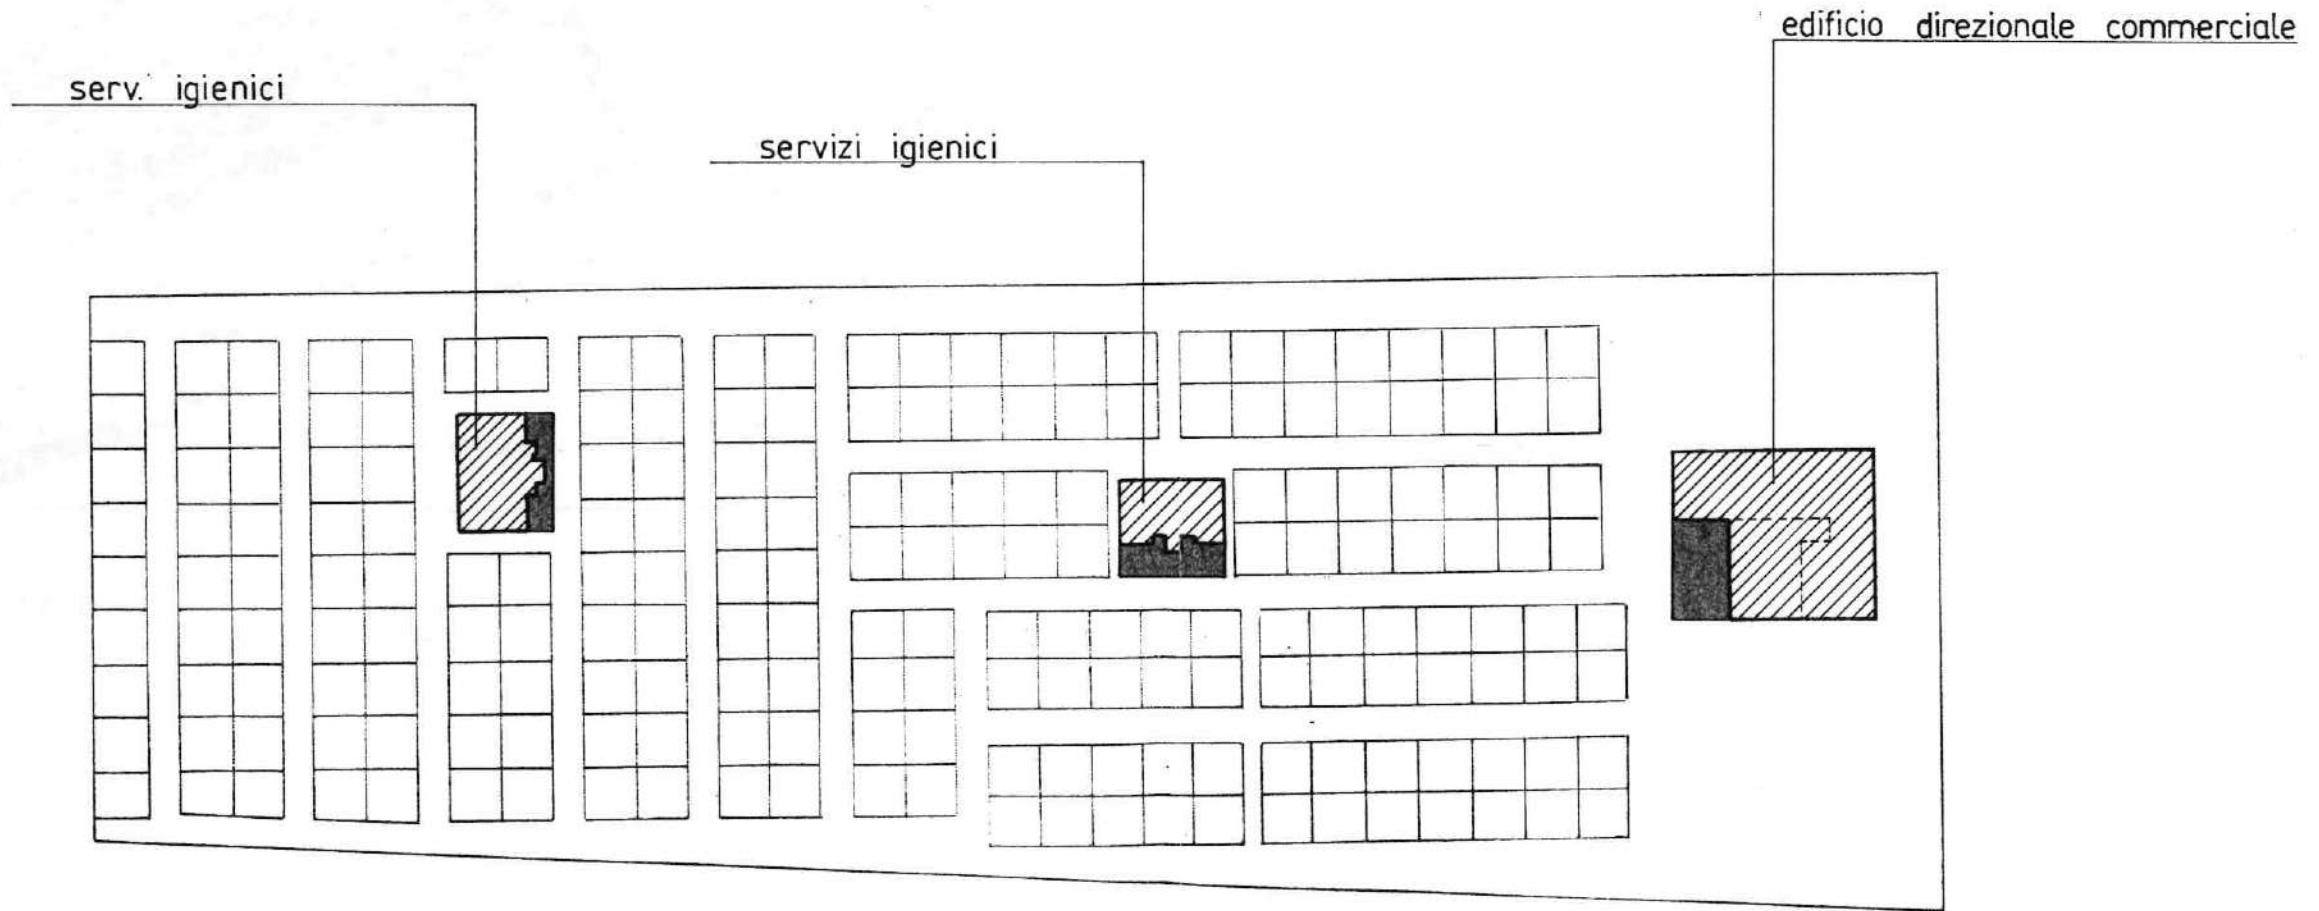 edificio direzionale commerciale
serv. igienici
servizi igienici